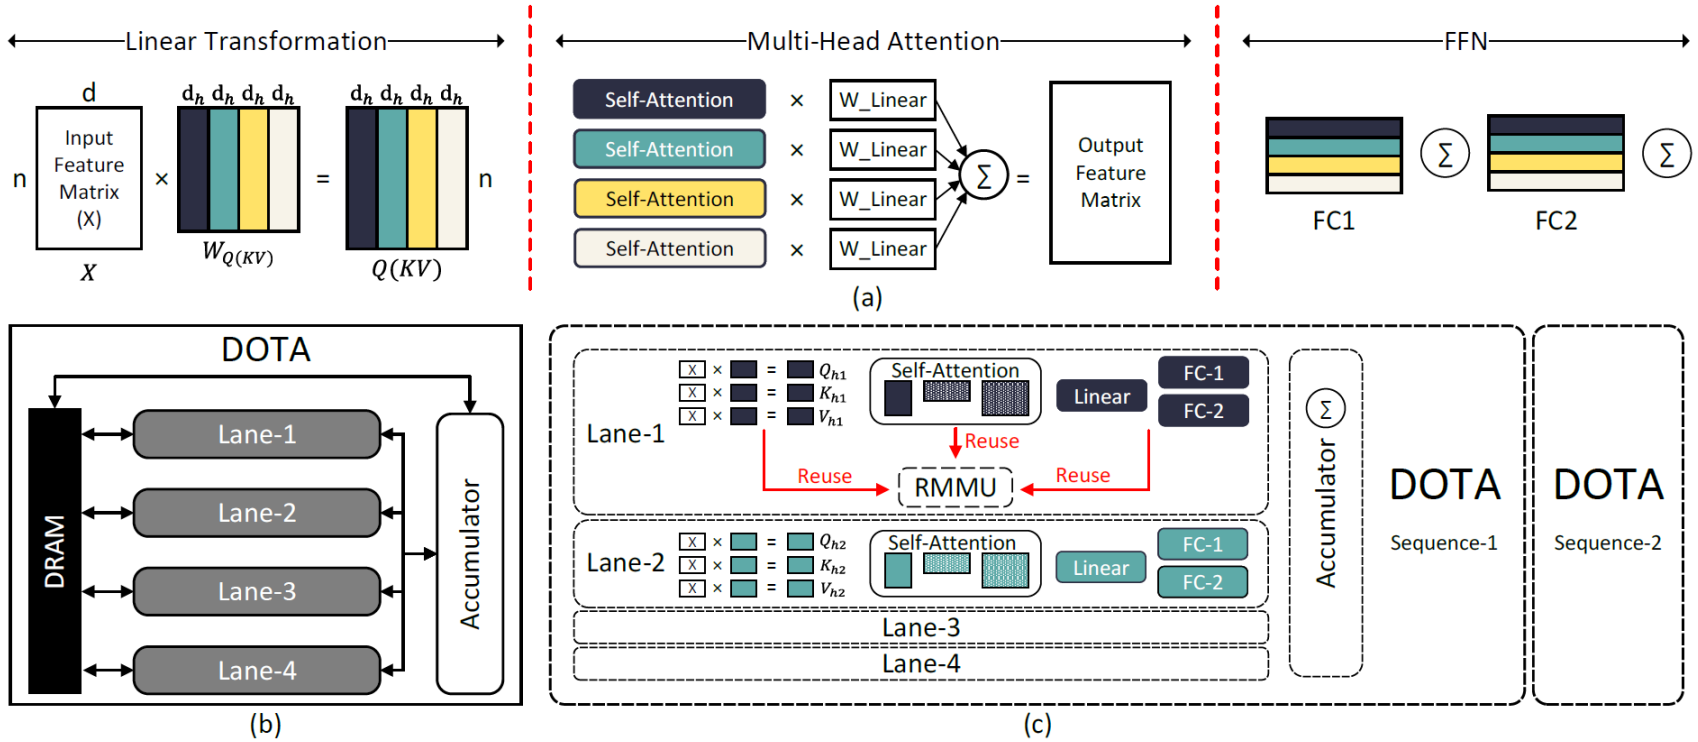 Linear Transformation
Multi-Head Attention
FFN
d
d_h d_h d_h d_h
d_h d_h d_h d_h
n
Input
Feature
Matrix
(X)
×
=
n
X
W_Q(KV)
Q(KV)
Self-Attention × W_Linear
Self-Attention × W_Linear
Self-Attention × W_Linear
Self-Attention × W_Linear
∑
=
Output
Feature
Matrix
∑
∑
FC1
FC2
(a)
DOTA
DRAM
Lane-1
Lane-2
Lane-3
Lane-4
Accumulator
(b)
Lane-1
X × = Q_h1
X × = K_h1
X × = V_h1
Self-Attention
Linear
FC-1
FC-2
Reuse
Reuse
Reuse
RMMU
Lane-2
X × = Q_h2
X × = K_h2
X × = V_h2
Self-Attention
Linear
FC-1
FC-2
Lane-3
Lane-4
∑
Accumulator
DOTA
Sequence-1
DOTA
Sequence-2
(c)